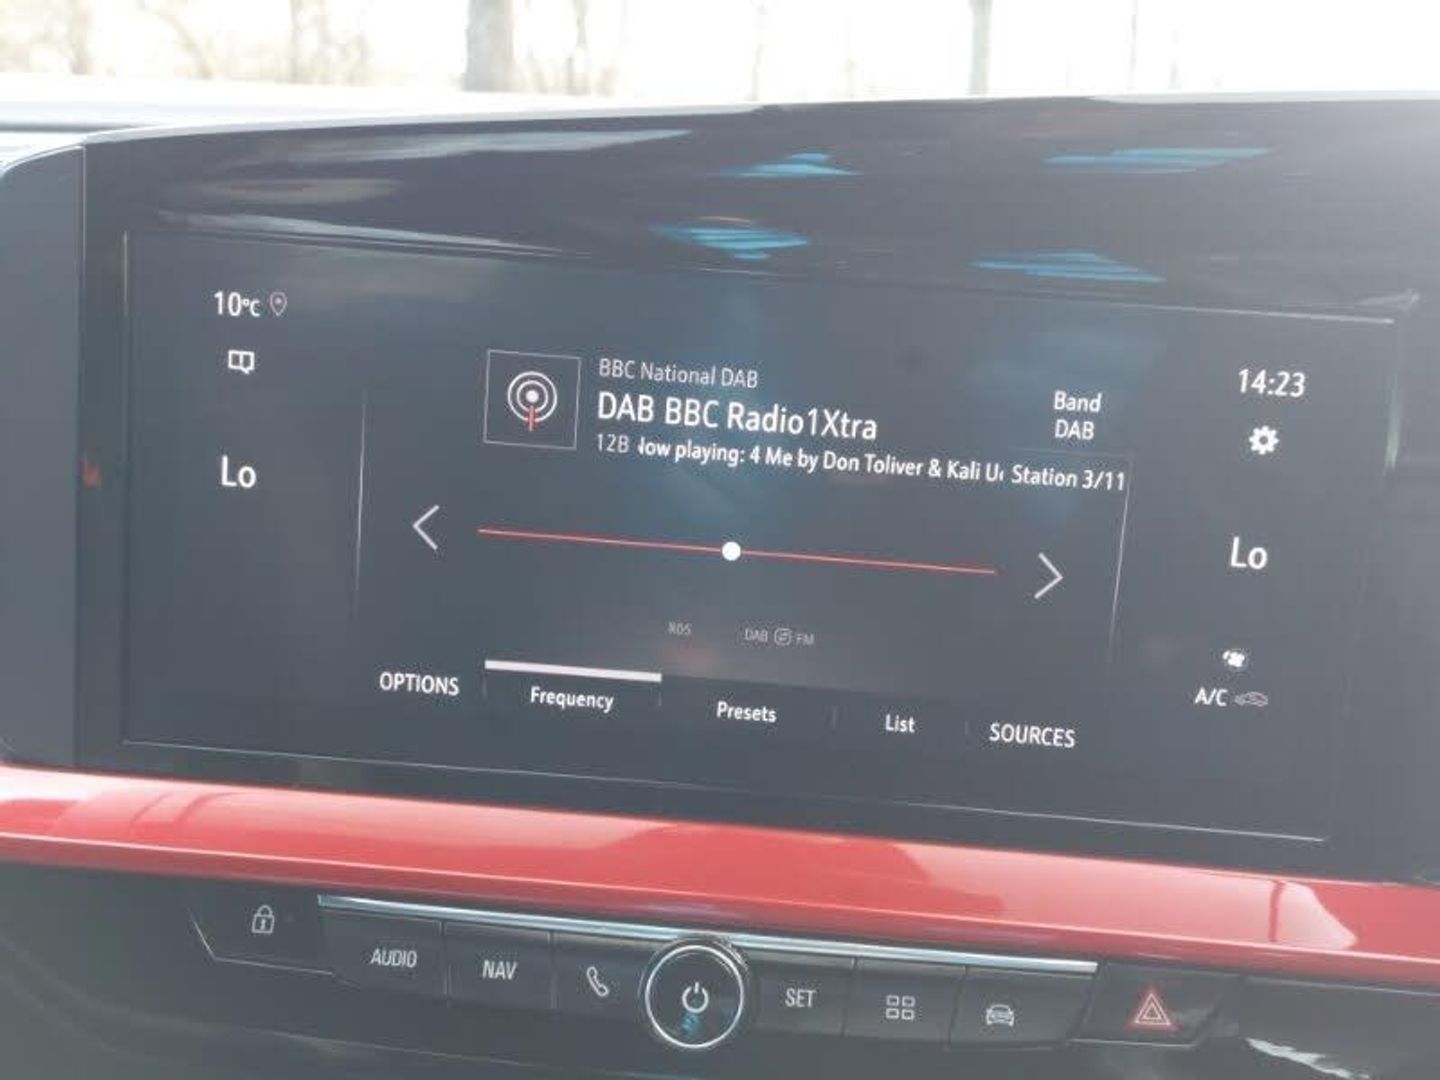 10°C
BBC National DAB
DAB BBC Radio1Xtra
12B low playing: 4 Me by Don Toliver & Kali U
Station 3/11
Band
DAB
14:23
Lo
Lo
RDS
DAB FM
A/C
OPTIONS
Frequency
Presets
List
SOURCES
AUDIO
NAV
SET